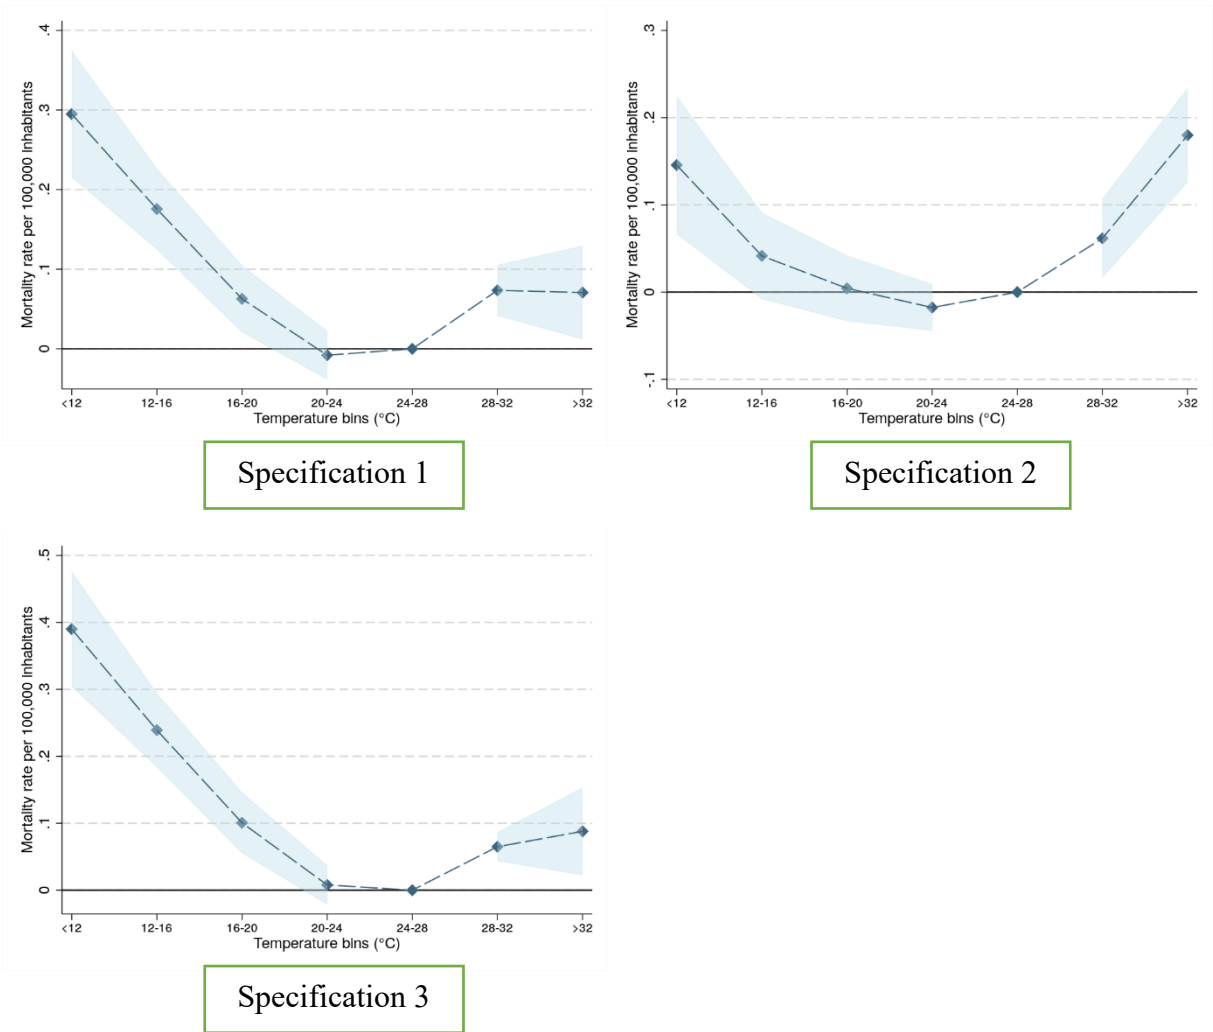 Mortality rate per 100,000 inhabitants
.4
.3
.2
.1
0
<12 12-16 16-20 20-24 24-28 28-32 >32
Temperature bins (°C)
Specification 1
Mortality rate per 100,000 inhabitants
.3
.2
.1
0
-.1
<12 12-16 16-20 20-24 24-28 28-32 >32
Temperature bins (°C)
Specification 2
Mortality rate per 100,000 inhabitants
.5
.4
.3
.2
.1
0
<12 12-16 16-20 20-24 24-28 28-32 >32
Temperature bins (°C)
Specification 3